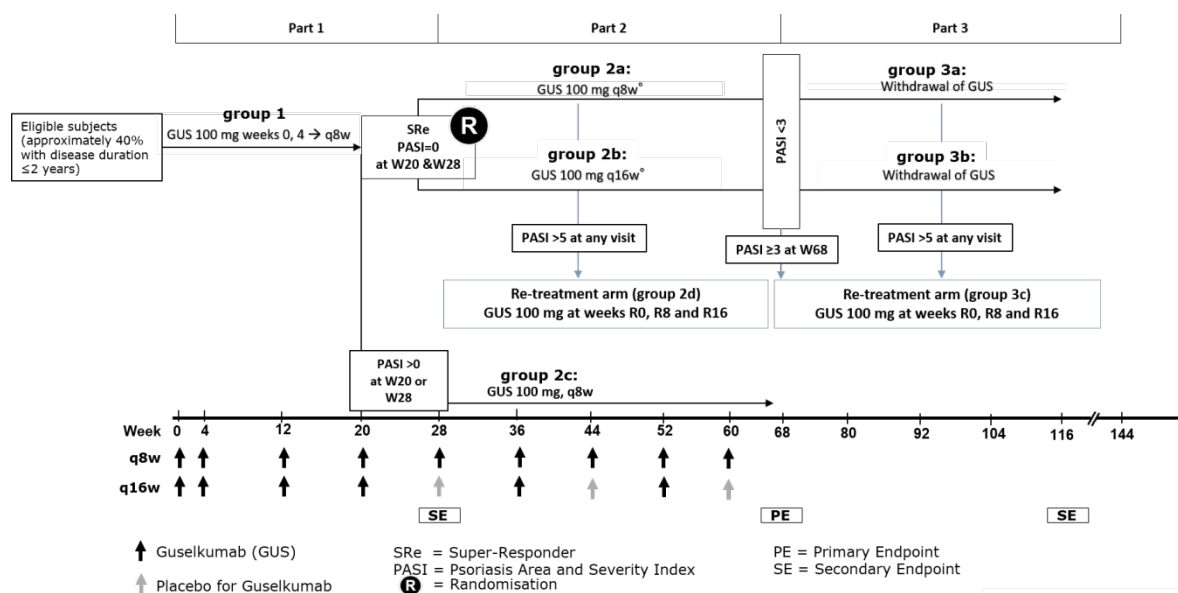 Part 1
Part 2
Part 3
group 2a:
GUS 100 mg q8w°
group 3a:
Withdrawal of GUS
group 1
GUS 100 mg weeks 0, 4 → q8w
Eligible subjects
(approximately 40%
with disease duration
≤2 years)
SRe
PASI=0
at W20 &W28
R
PASI <3
group 2b:
GUS 100 mg q16w°
group 3b:
Withdrawal of GUS
PASI >5 at any visit
PASI ≥3 at W68
PASI >5 at any visit
Re-treatment arm (group 2d)
GUS 100 mg at weeks R0, R8 and R16
Re-treatment arm (group 3c)
GUS 100 mg at weeks R0, R8 and R16
PASI >0
at W20 or
W28
group 2c:
GUS 100 mg, q8w
Week 0 4 12 20 28 36 44 52 60 68 80 92 104 116 144
q8w
q16w
SE
PE
SE
Guselkumab (GUS)
Placebo for Guselkumab
SRe = Super-Responder
PASI = Psoriasis Area and Severity Index
R = Randomisation
PE = Primary Endpoint
SE = Secondary Endpoint